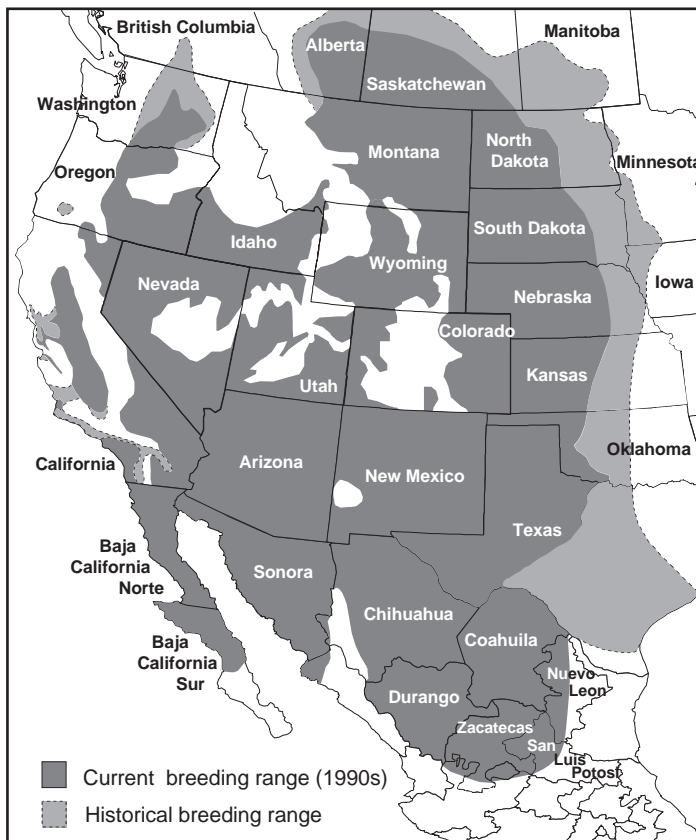 British Columbia
Alberta
Manitoba
Saskatchewan
Washington
Montana
North
Dakota
Minnesota
Oregon
South Dakota
Idaho
Wyoming
Iowa
Nevada
Nebraska
Colorado
Utah
Kansas
California
Arizona
New Mexico
Oklahoma
Texas
Baja
California
Norte
Sonora
Chihuahua
Coahuila
Baja
California
Sur
Nuevo
Leon
Durango
Zacatecas
San
Luis
Potosí
Current breeding range (1990s)
Historical breeding range